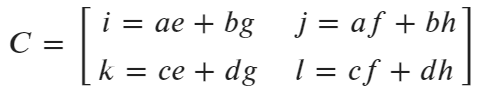 C = [ i = ae + bg  j = af + bh
k = ce + dg  l = cf + dh ]